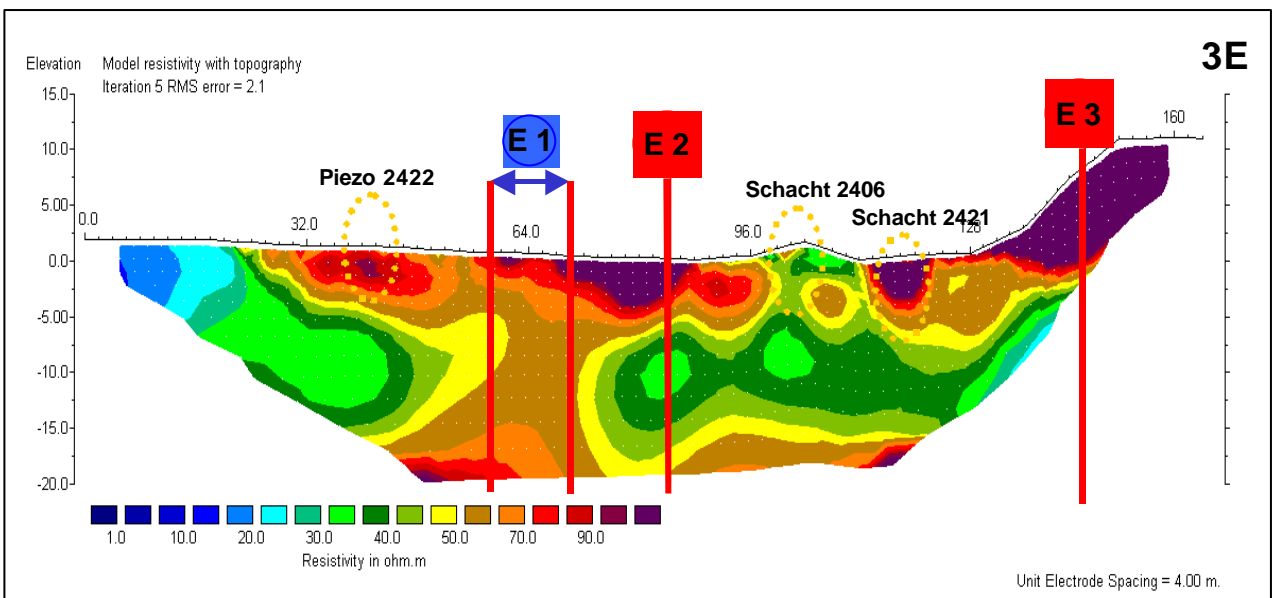 3E
Elevation Model resistivity with topography
Iteration 5 RMS error = 2.1
15.0
10.0
5.00
0.0
-5.00
-10.0
-15.0
-20.0
E 1
E 2
E 3
Piezo 2422
Schacht 2406
Schacht 2421
0.0 32.0 64.0 96.0 128 160
1.0 10.0 20.0 30.0 40.0 50.0 70.0 90.0
Resistivity in ohm.m
Unit Electrode Spacing = 4.00 m.